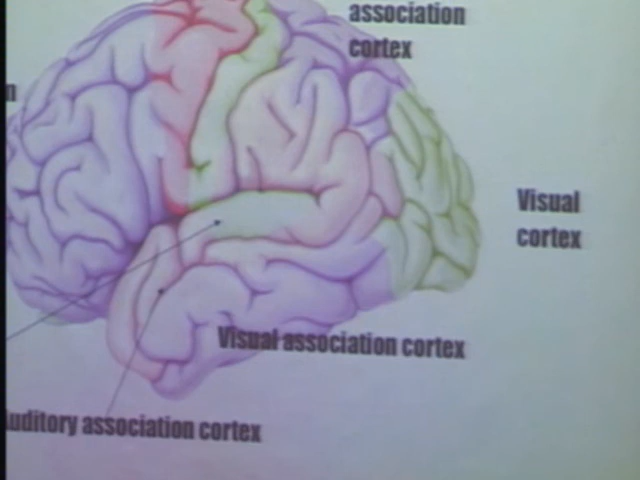 association
cortex
n
Visual
cortex
Visual association cortex
uditory association cortex